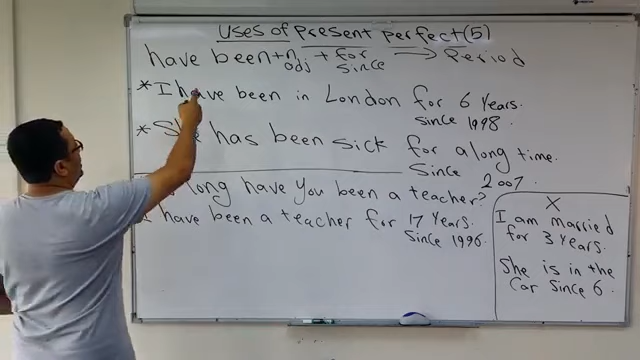 Uses of present perfect (5)
have been + n + for → Period
adj since
* I have been in London for 6 years.
since 1998.
* She has been sick for a long time.
since 2007.
long have you been a teacher?
I have been a teacher for 17 years.
since 1996.
X
I am married
for 3 years.
She is in the
car since 6.